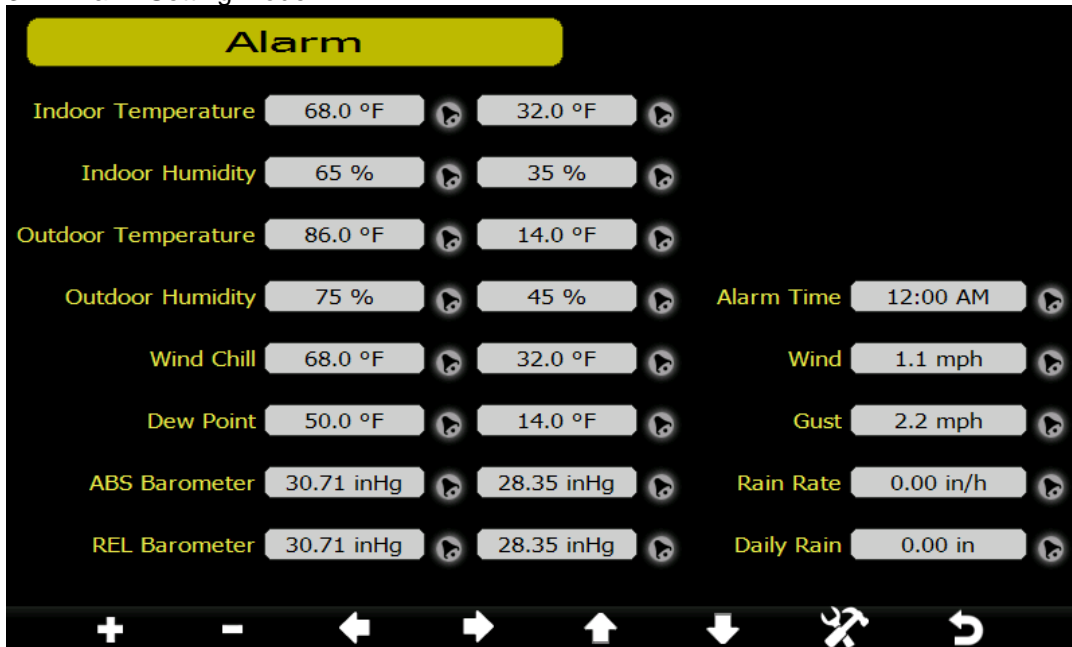 Alarm
Indoor Temperature 68.0 °F 32.0 °F
Indoor Humidity 65 % 35 %
Outdoor Temperature 86.0 °F 14.0 °F
Outdoor Humidity 75 % 45 % Alarm Time 12:00 AM
Wind Chill 68.0 °F 32.0 °F Wind 1.1 mph
Dew Point 50.0 °F 14.0 °F Gust 2.2 mph
ABS Barometer 30.71 inHg 28.35 inHg Rain Rate 0.00 in/h
REL Barometer 30.71 inHg 28.35 inHg Daily Rain 0.00 in